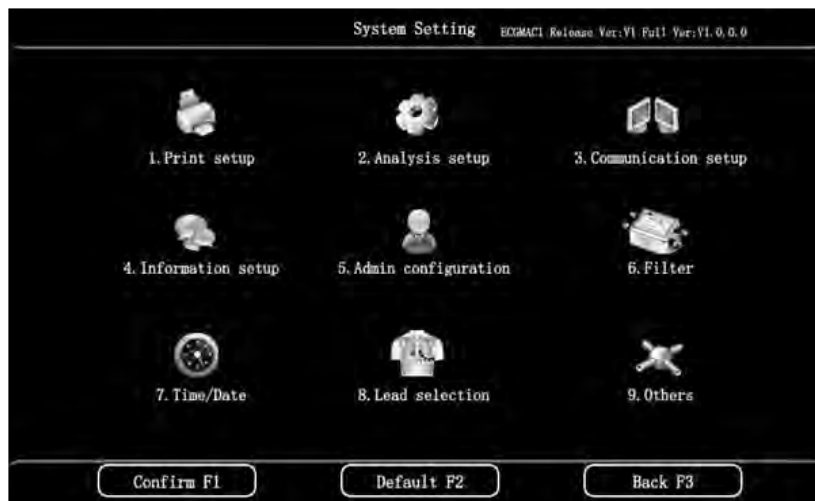 System Setting ECGMAC1 Release Ver:V1 Full Ver:V1.0.0.0
1.Print setup 2.Analysis setup 3.Communication setup
4.Information setup 5.Admin configuration 6.Filter
7.Time/Date 8.Lead selection 9.Others
Confirm F1 Default F2 Back F3